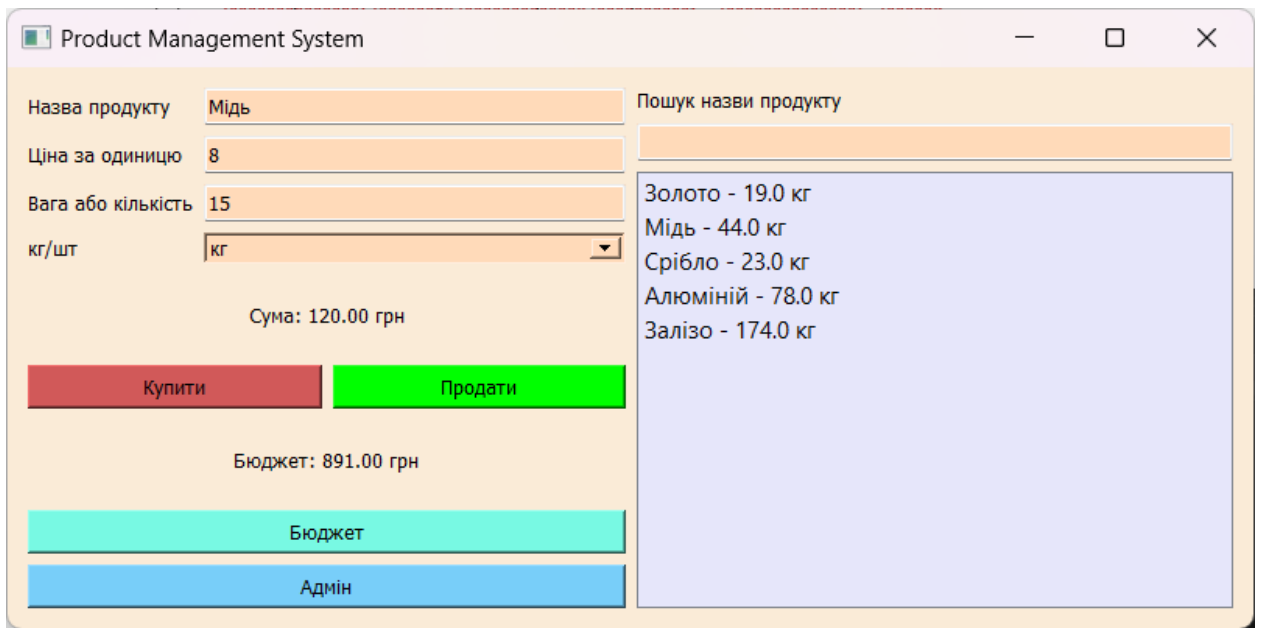 Product Management System
Назва продукту Мідь
Ціна за одиницю 8
Вага або кількість 15
кг/шт кг
Сума: 120.00 грн
Купити Продати
Бюджет: 891.00 грн
Бюджет
Адмін
Пошук назви продукту
Золото - 19.0 кг
Мідь - 44.0 кг
Срібло - 23.0 кг
Алюміній - 78.0 кг
Залізо - 174.0 кг